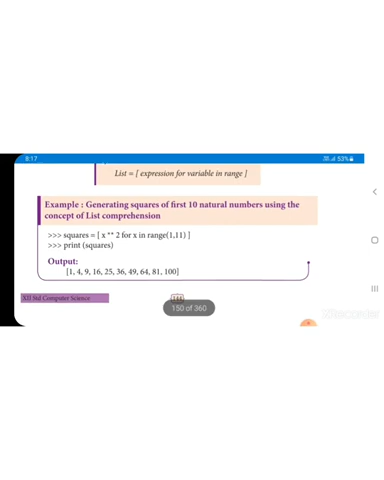 8:17
53%
List = [ expression for variable in range ]
Example : Generating squares of first 10 natural numbers using the
concept of List comprehension
>>> squares = [ x ** 2 for x in range(1,11) ]
>>> print (squares)
Output:
[1, 4, 9, 16, 25, 36, 49, 64, 81, 100]
XII Std Computer Science
144
150 of 360